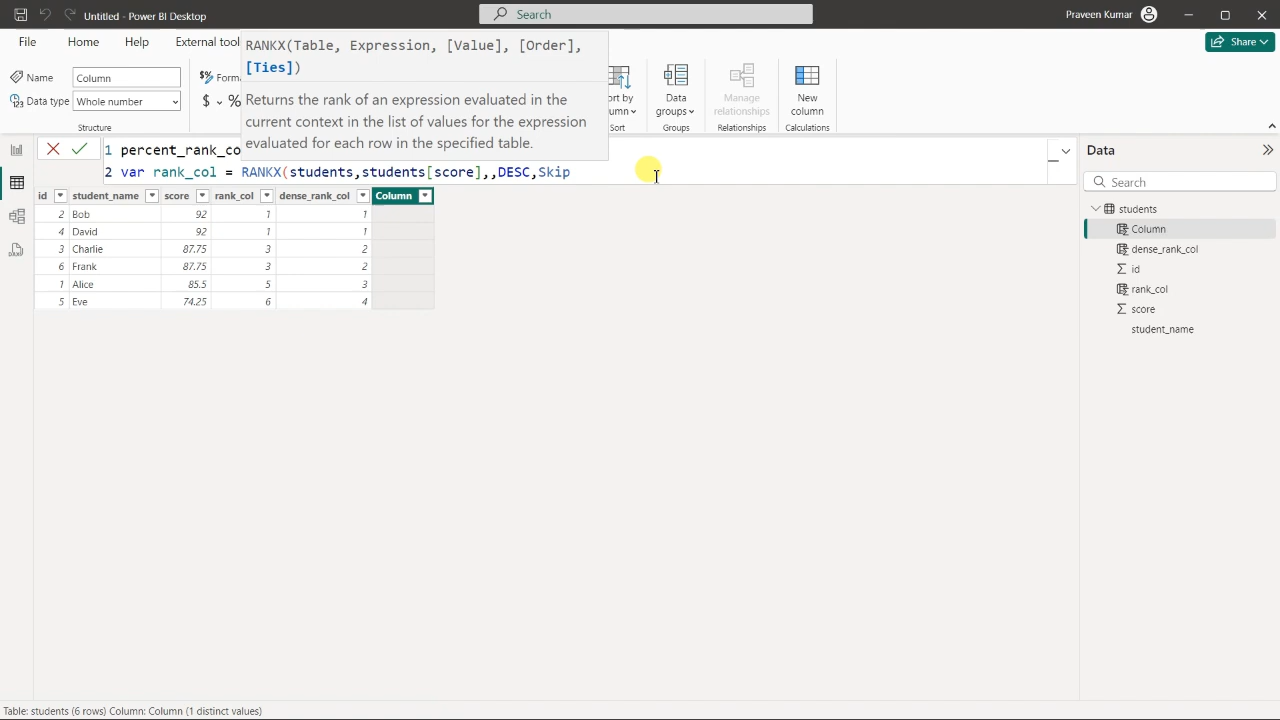 Untitled - Power BI Desktop
Search
Praveen Kumar
File
Home
Help
External tool
Share
Name
Column
Data type
Whole number
Structure
Form
$
%
RANKX(Table, Expression, [Value], [Order],
[Ties])
Returns the rank of an expression evaluated in the
current context in the list of values for the expression
evaluated for each row in the specified table.
ort by
umn
Sort
Data
groups
Groups
Manage
relationships
Relationships
New
column
Calculations
1 percent_rank_co
2 var rank_col = RANKX(students,students[score],,DESC,Skip
id student_name score rank_col dense_rank_col Column
2 Bob 92 1 1
4 David 92 1 1
3 Charlie 87.75 3 2
6 Frank 87.75 3 2
1 Alice 85.5 5 3
5 Eve 74.25 6 4
Data
Search
students
Column
dense_rank_col
id
rank_col
score
student_name
Table: students (6 rows) Column: Column (1 distinct values)